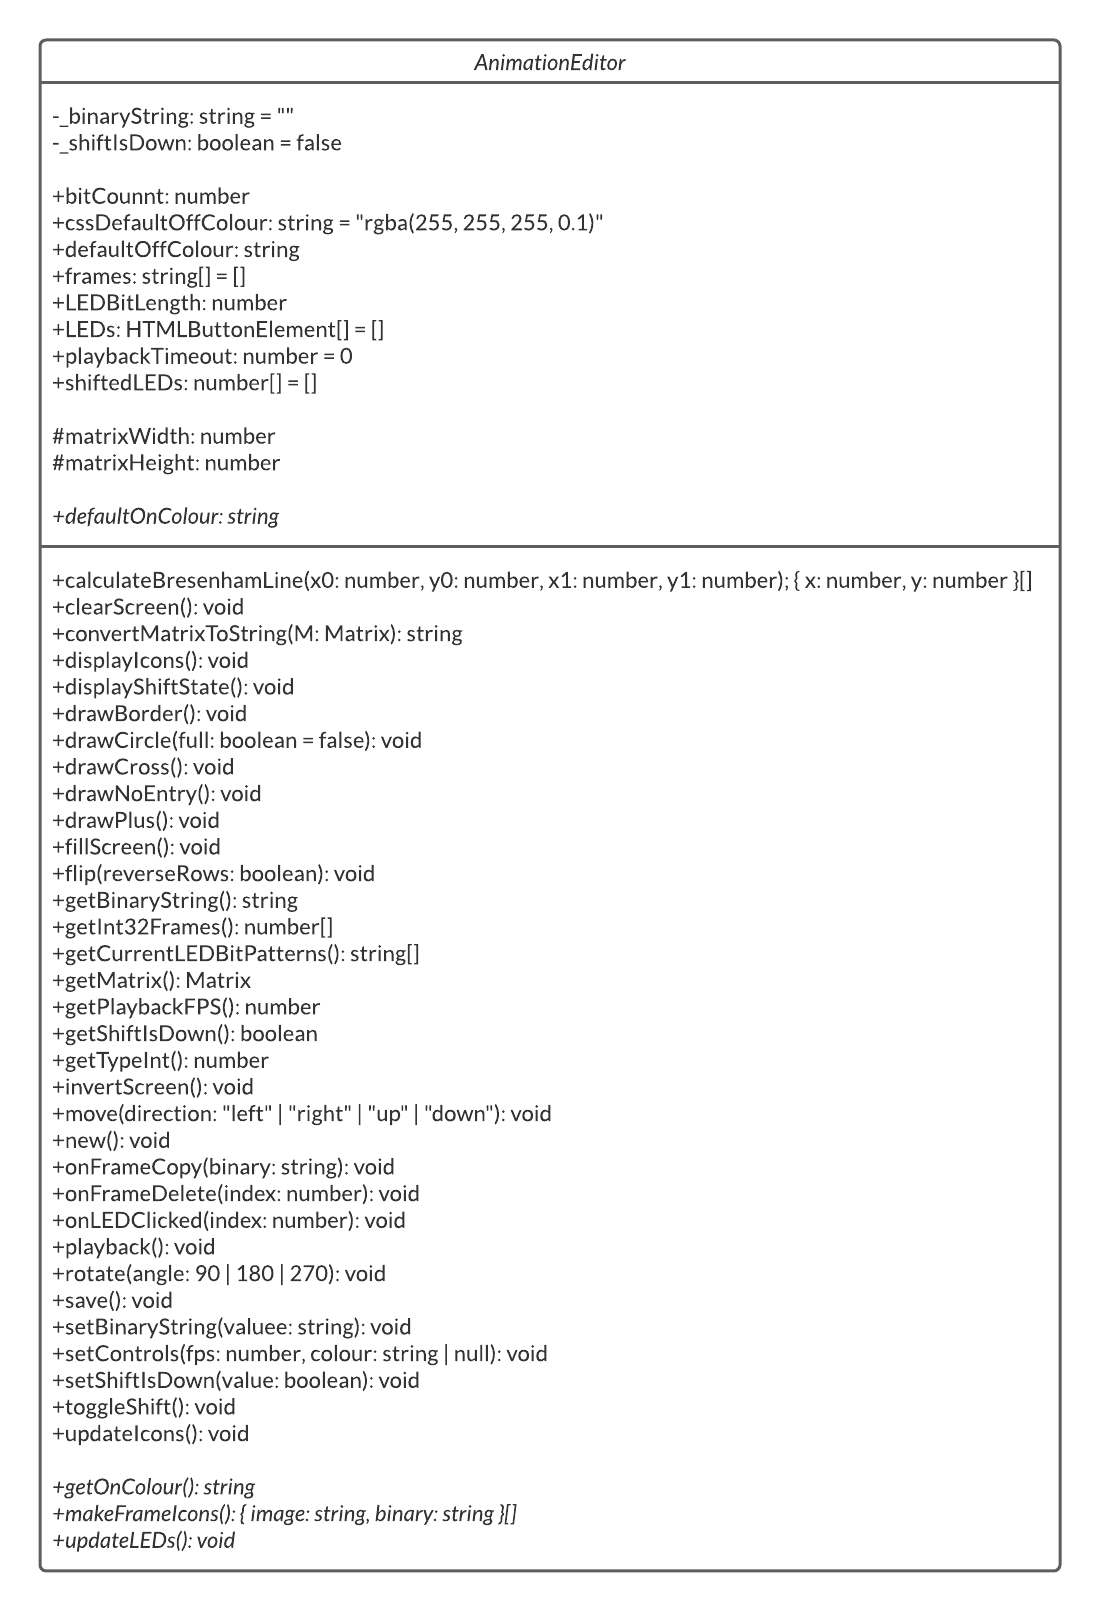 AnimationEditor
-_binaryString: string = ""
-_shiftIsDown: boolean = false
+bitCounnt: number
+cssDefaultOffColour: string = "rgba(255, 255, 255, 0.1)"
+defaultOffColour: string
+frames: string[] = []
+LEDBitLength: number
+LEDs: HTMLButtonElement[] = []
+playbackTimeout: number = 0
+shiftedLEDs: number[] = []
#matrixWidth: number
#matrixHeight: number
+defaultOnColour: string
+calculateBresenhamLine(x0: number, y0: number, x1: number, y1: number); { x: number, y: number }[]
+clearScreen(): void
+convertMatrixToString(M: Matrix): string
+displayIcons(): void
+displayShiftState(): void
+drawBorder(): void
+drawCircle(full: boolean = false): void
+drawCross(): void
+drawNoEntry(): void
+drawPlus(): void
+fillScreen(): void
+flip(reverseRows: boolean): void
+getBinaryString(): string
+getInt32Frames(): number[]
+getCurrentLEDBitPatterns(): string[]
+getMatrix(): Matrix
+getPlaybackFPS(): number
+getShiftIsDown(): boolean
+getTypeInt(): number
+invertScreen(): void
+move(direction: "left" | "right" | "up" | "down"): void
+new(): void
+onFrameCopy(binary: string): void
+onFrameDelete(index: number): void
+onLEDClicked(index: number): void
+playback(): void
+rotate(angle: 90 | 180 | 270): void
+save(): void
+setBinaryString(valuee: string): void
+setControls(fps: number, colour: string | null): void
+setShiftIsDown(value: boolean): void
+toggleShift(): void
+updateIcons(): void
+getOnColour(): string
+makeFrameIcons(): { image: string, binary: string }[]
+updateLEDs(): void